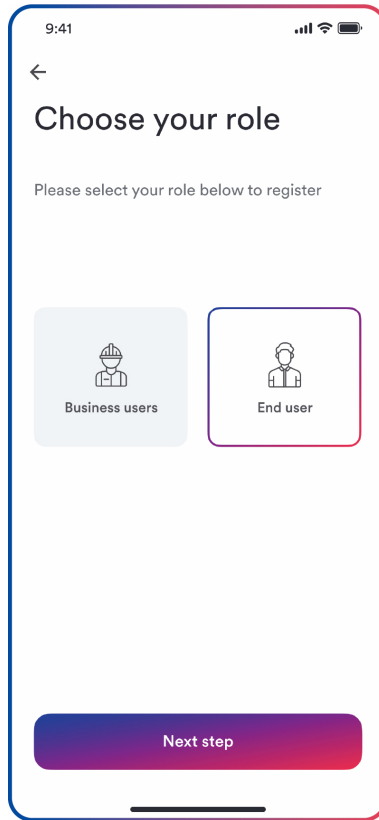 9:41
Choose your role
Please select your role below to register
Business users
End user
Next step